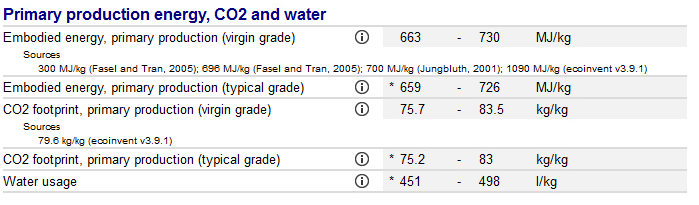 Primary production energy, CO2 and water
Embodied energy, primary production (virgin grade) 663 - 730 MJ/kg
Sources
300 MJ/kg (Fasel and Tran, 2005); 696 MJ/kg (Fasel and Tran, 2005); 700 MJ/kg (Jungbluth, 2001); 1090 MJ/kg (ecoinvent v3.9.1)
Embodied energy, primary production (typical grade) * 659 - 726 MJ/kg
CO2 footprint, primary production (virgin grade) 75.7 - 83.5 kg/kg
Sources
79.6 kg/kg (ecoinvent v3.9.1)
CO2 footprint, primary production (typical grade) * 75.2 - 83 kg/kg
Water usage * 451 - 498 l/kg